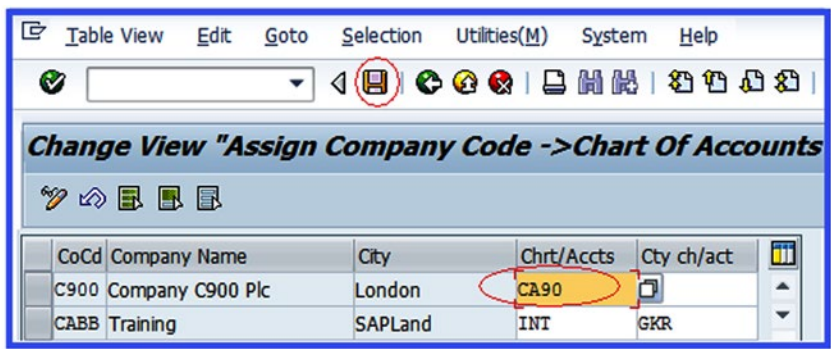 Table View Edit Goto Selection Utilities(M) System Help
Change View "Assign Company Code ->Chart Of Accounts
CoCd Company Name City Chrt/Accts Cty ch/act
C900 Company C900 Plc London CA90
CABB Training SAPLand INT GKR